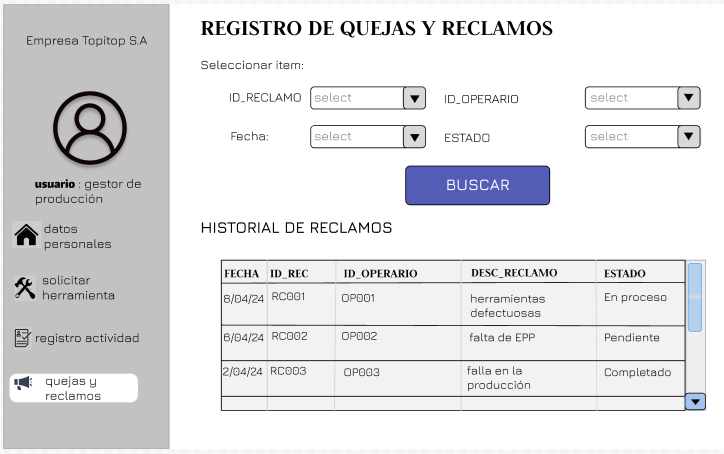 Empresa Topítop S.A
usuario : gestor de
producción
datos
personales
solicitar
herramienta
registro actividad
quejas y
reclamos
REGISTRO DE QUEJAS Y RECLAMOS
Seleccionar item:
ID_RECLAMO select ID_OPERARIO select
Fecha: select ESTADO select
BUSCAR
HISTORIAL DE RECLAMOS
FECHA ID_REC ID_OPERARIO DESC_RECLAMO ESTADO
8/04/24 RC001 OP001 herramientas En proceso
defectuosas
6/04/24 RC002 OP002 falta de EPP Pendiente
2/04/24 RC003 OP003 falla en la Completado
producción